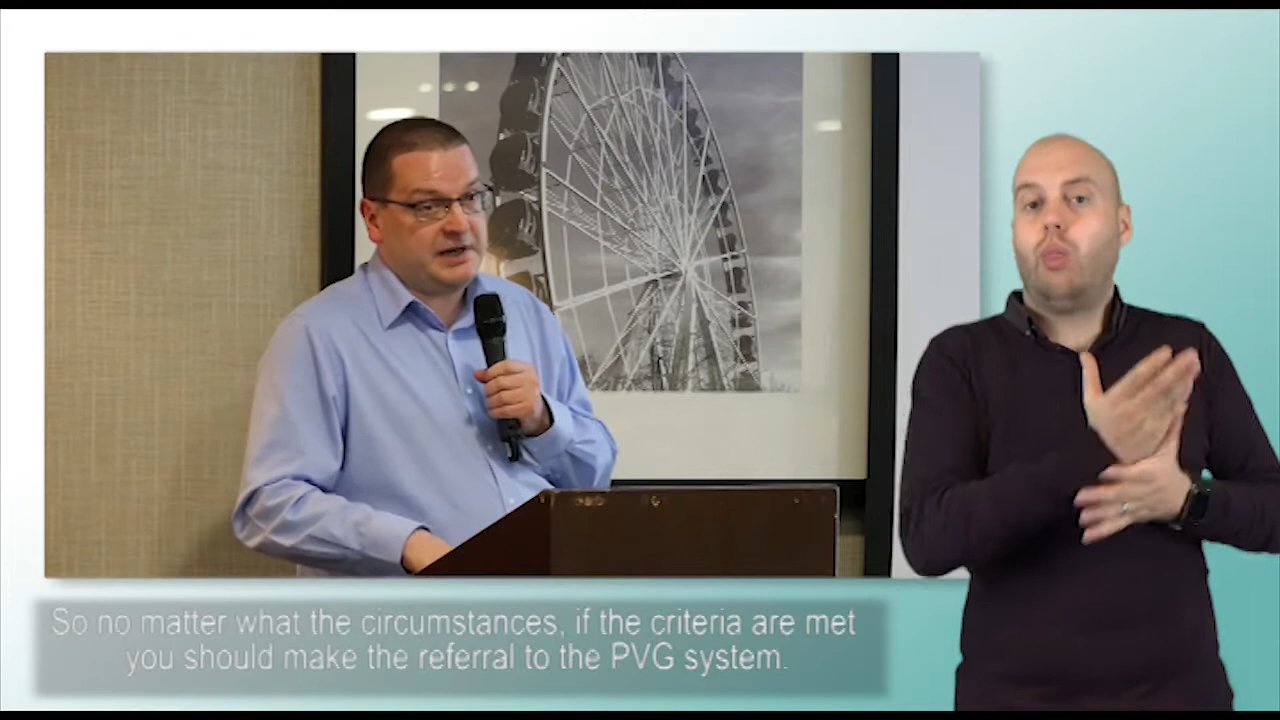 So no matter what the circumstances, if the criteria are met
you should make the referral to the PVG system.